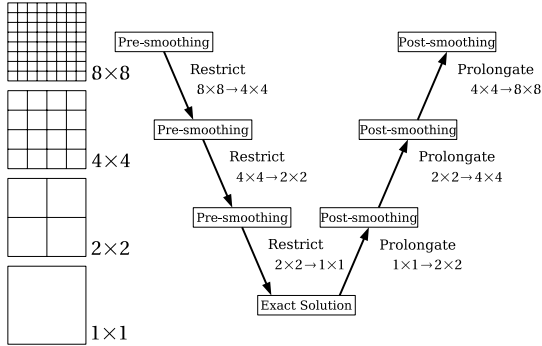 Pre-smoothing
Post-smoothing
8×8
Restrict
8×8→4×4
Prolongate
4×4→8×8
Pre-smoothing
Post-smoothing
4×4
Restrict
4×4→2×2
Prolongate
2×2→4×4
Pre-smoothing
Post-smoothing
2×2
Restrict
2×2→1×1
Prolongate
1×1→2×2
Exact Solution
1×1